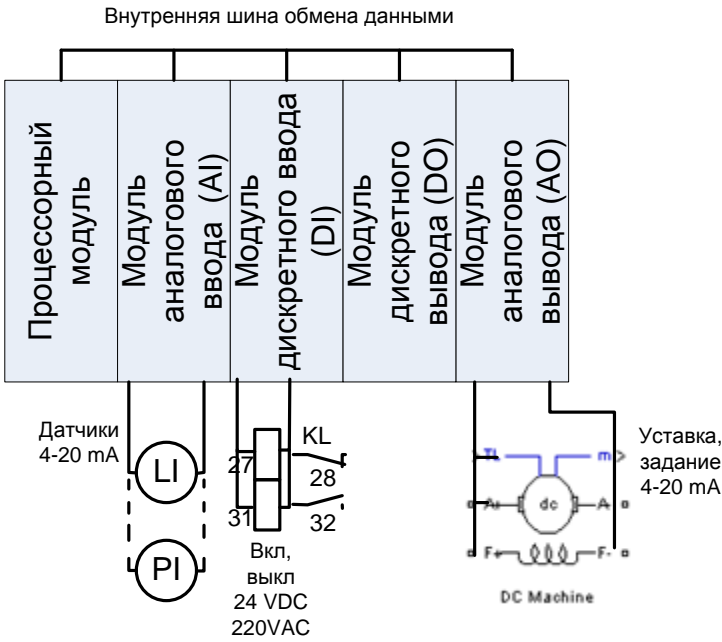 Внутренняя шина обмена данными
Процессорный
модуль
Модуль
аналогового
ввода (AI)
Модуль
дискретного ввода
(DI)
Модуль
дискретного
вывода (DO)
Модуль
аналогового
вывода (AO)
Датчики
4-20 mA
LI
PI
27
31
KL
28
32
Вкл,
выкл
24 VDC
220VAC
TL
m
A+
dc
A-
F+
F-
DC Machine
Уставка,
задание
4-20 mA